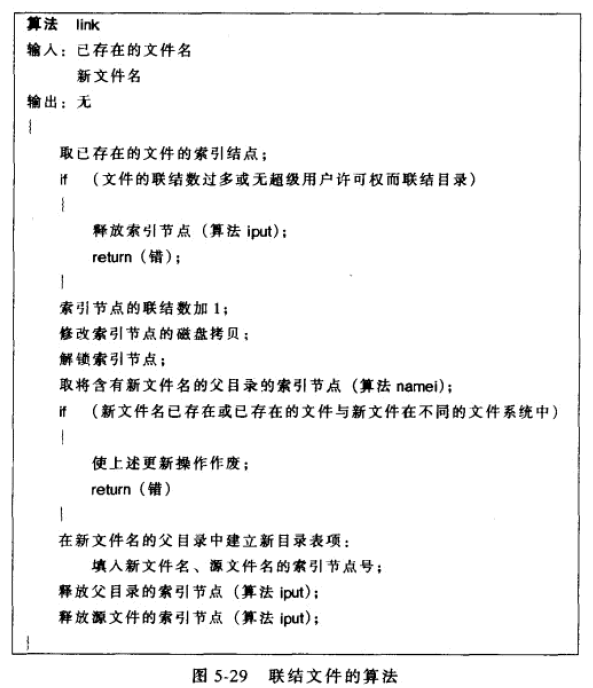 算法 link
输入：已存在的文件名
新文件名
输出：无
{
取已存在的文件的索引结点；
if （文件的联结数过多或无超级用户许可权而联结目录）
{
释放索引节点（算法 iput）；
return（错）；
}
索引节点的联结数加 1；
修改索引节点的磁盘拷贝；
解锁索引节点；
取将含有新文件名的父目录的索引节点（算法 namei）；
if （新文件名已存在或已存在的文件与新文件在不同的文件系统中）
{
使上述更新操作作废；
return（错）
}
在新文件名的父目录中建立新目录表项：
填入新文件名、源文件名的索引节点号；
释放父目录的索引节点（算法 iput）；
释放源文件的索引节点（算法 iput）；
}
图 5-29 联结文件的算法